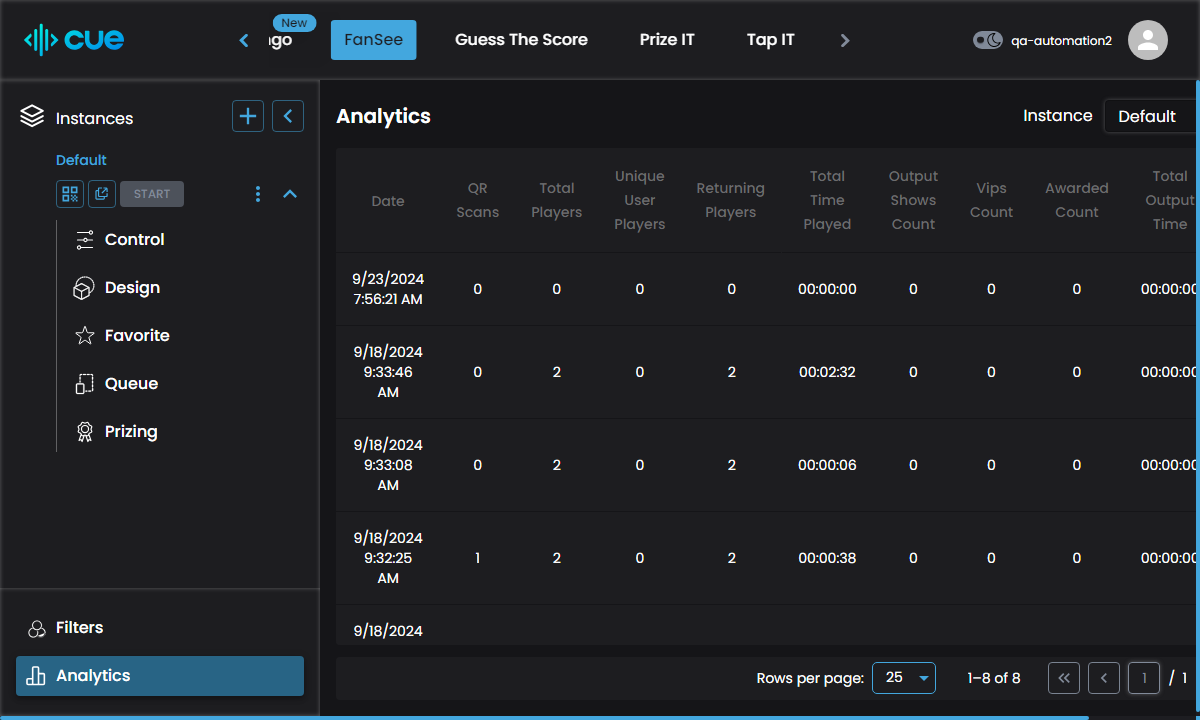 cue
New
FanSee
Guess The Score
Prize IT
Tap IT
qa-automation2
Instances
Default
START
Control
Design
Favorite
Queue
Prizing
Filters
Analytics
Analytics
Instance
Default
Date
QR
Scans
Total
Players
Unique
User
Players
Returning
Players
Total
Time
Played
Output
Shows
Count
Vips
Count
Awarded
Count
Total
Output
Time
9/23/2024
7:56:21 AM
0
0
0
0
00:00:00
0
0
0
00:00:00
9/18/2024
9:33:46
AM
0
2
0
2
00:02:32
0
0
0
00:00:00
9/18/2024
9:33:08
AM
0
2
0
2
00:00:06
0
0
0
00:00:00
9/18/2024
9:32:25
AM
1
2
0
2
00:00:38
0
0
0
00:00:00
9/18/2024
Rows per page:
25
1–8 of 8
1
/ 1